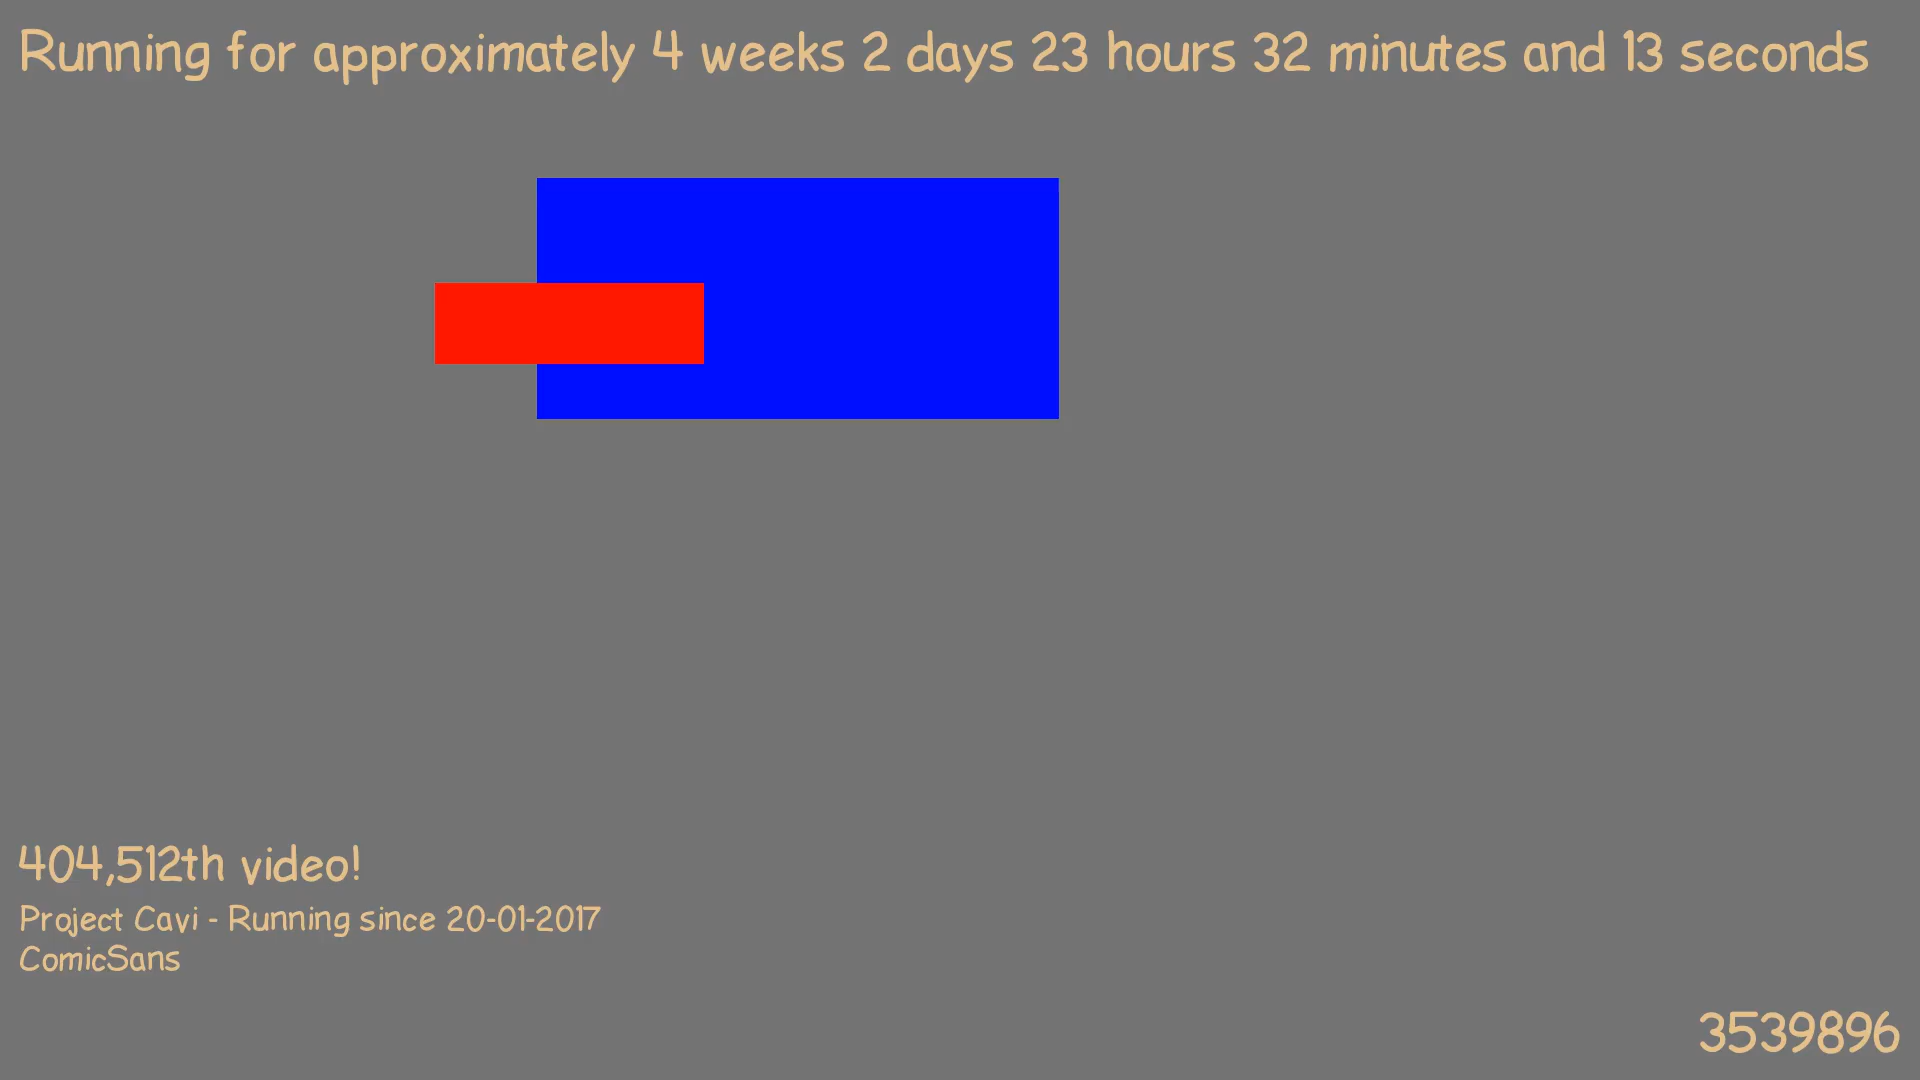 Running for approximately 4 weeks 2 days 23 hours 32 minutes and 13 seconds
404,512th video!
Project Cavi - Running since 20-01-2017
ComicSans
3539896